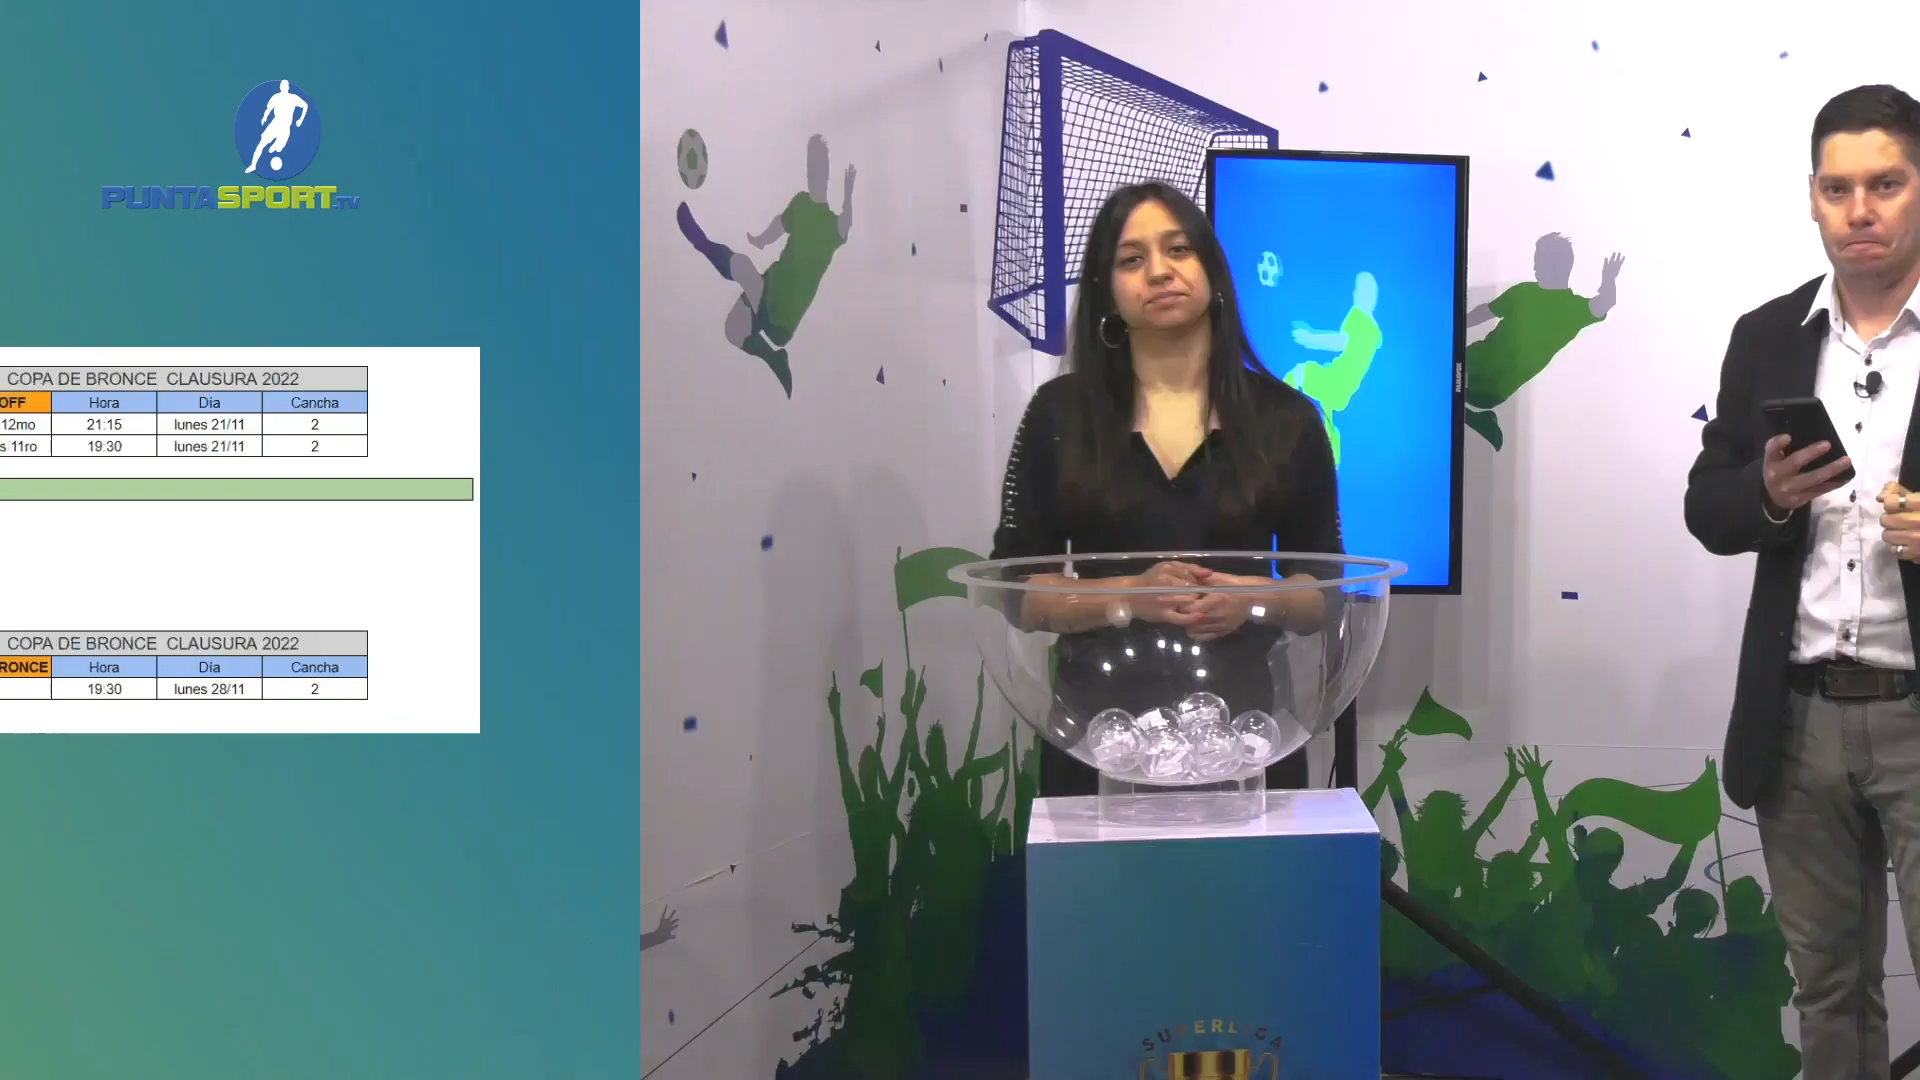 PUNTASPORT.TV
COPA DE BRONCE CLAUSURA 2022
OFF Hora Día Cancha
12mo 21:15 lunes 21/11 2
s 11ro 19:30 lunes 21/11 2
COPA DE BRONCE CLAUSURA 2022
RONCE Hora Día Cancha
19:30 lunes 28/11 2
SUPERLIGA